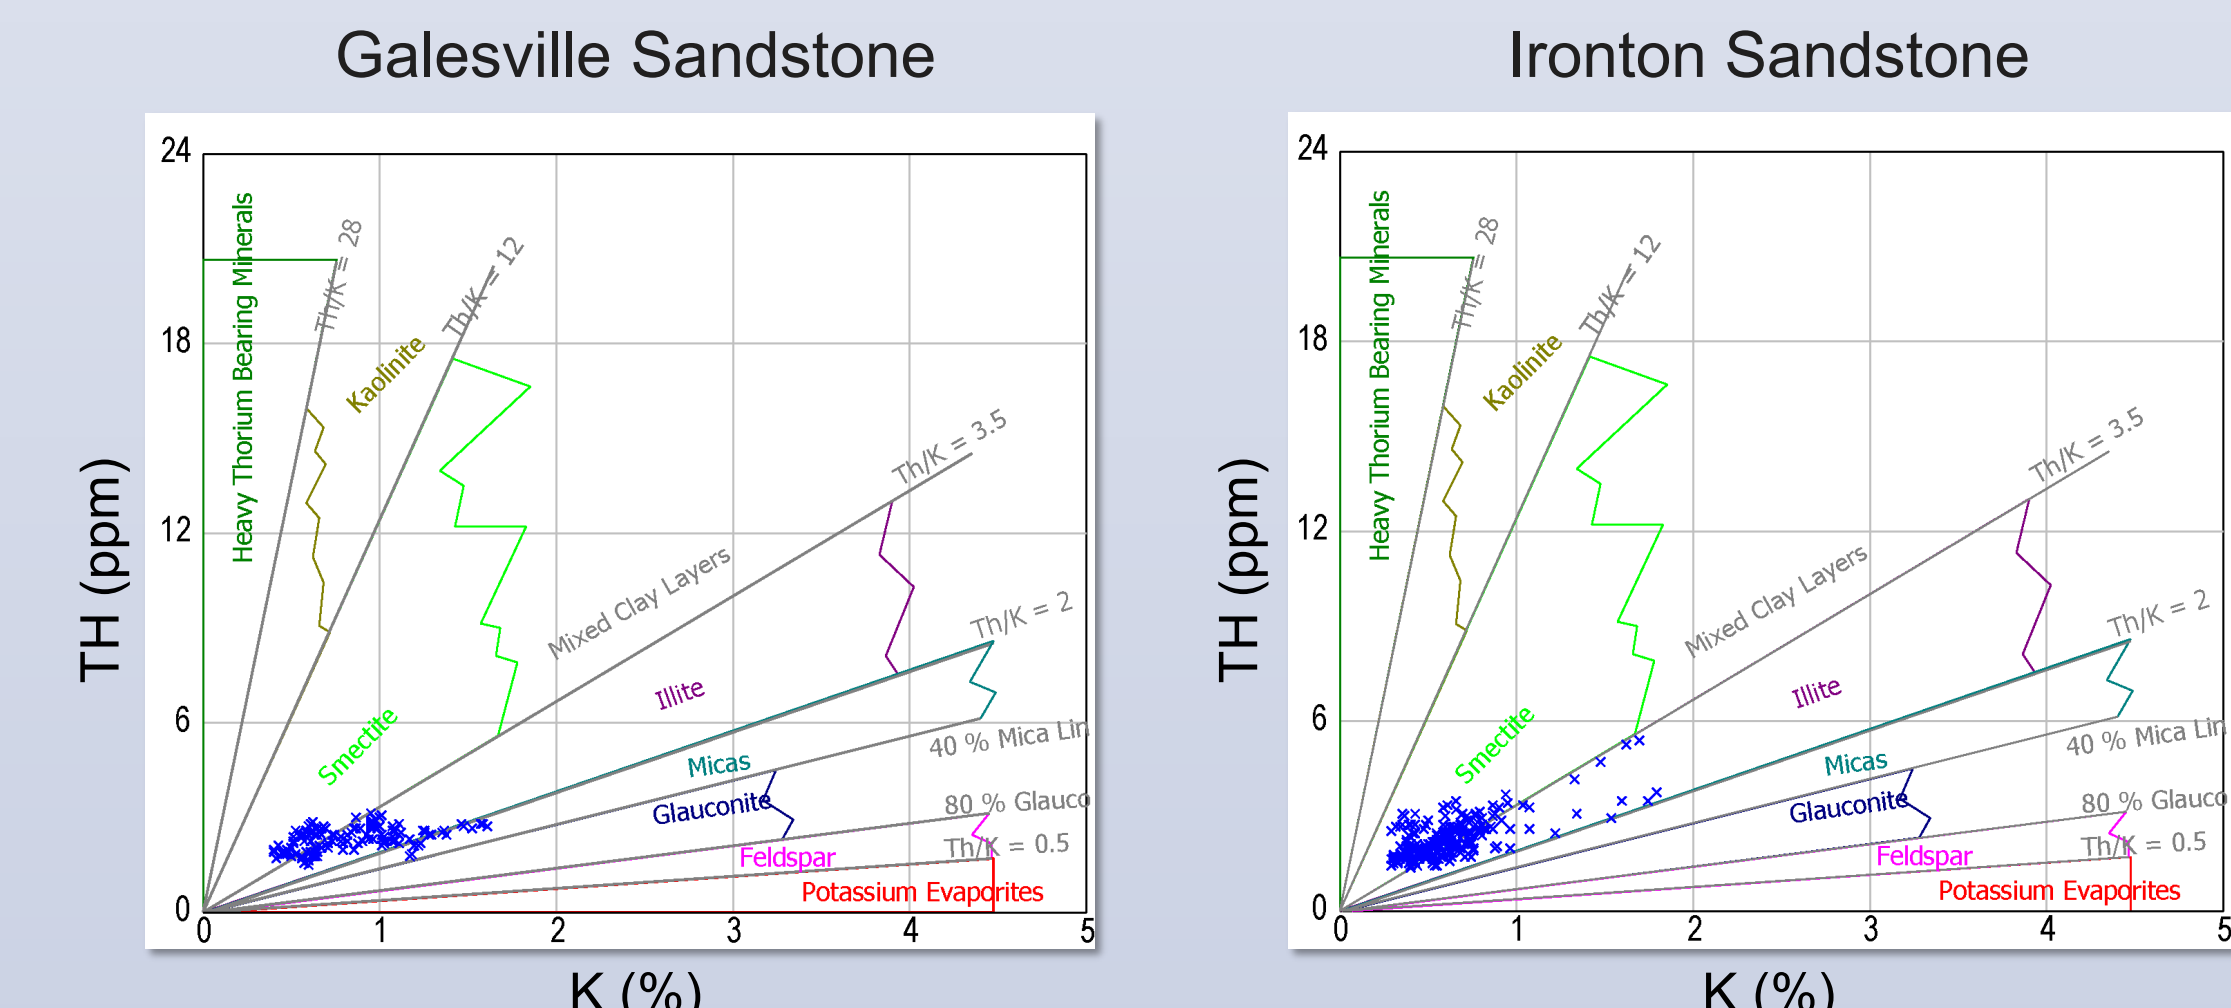 Galesville Sandstone
24
18
12
6
0
0
1
2
3
4
5
TH (ppm)
K (%)
Heavy Thorium Bearing Minerals
Th/K = 28
Th/K = 12
Kaolinite
Smectite
Mixed Clay Layers
Th/K = 3.5
Illite
Th/K = 2
Micas
40 % Mica Lin
Glauconite
80 % Glauco
Feldspar
Th/K = 0.5
Potassium Evaporites
Ironton Sandstone
24
18
12
6
0
0
1
2
3
4
5
TH (ppm)
K (%)
Heavy Thorium Bearing Minerals
Th/K = 28
Th/K = 12
Kaolinite
Smectite
Mixed Clay Layers
Th/K = 3.5
Illite
Th/K = 2
Micas
40 % Mica Lin
Glauconite
80 % Glauco
Feldspar
Th/K = 0.5
Potassium Evaporites